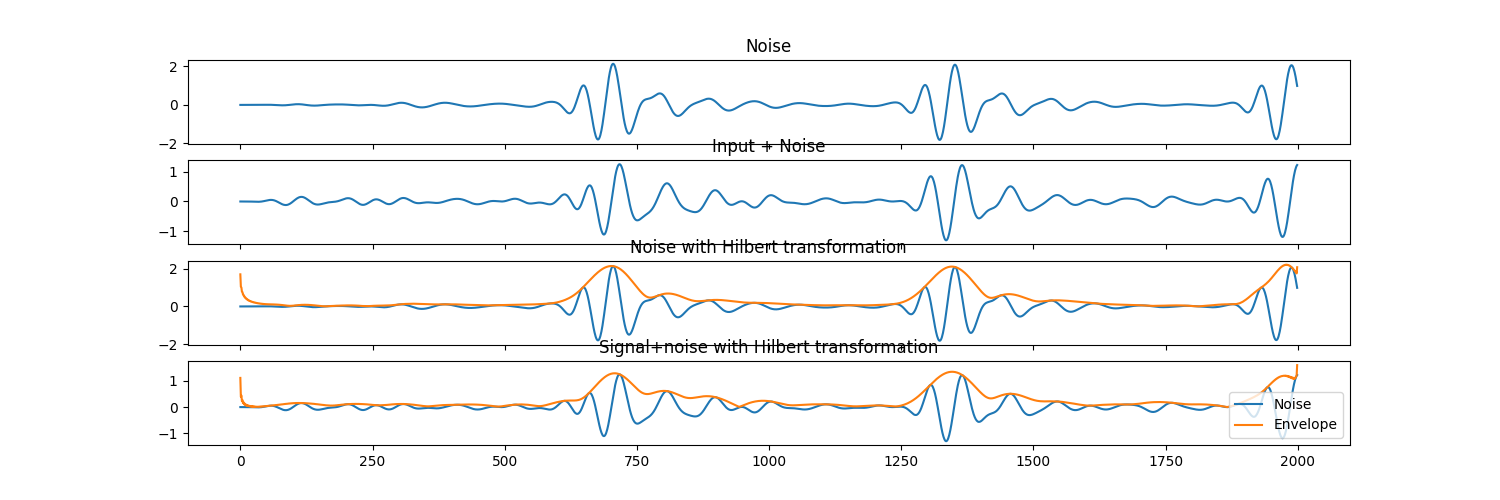 Noise
2
0
−2
Input + Noise
1
0
−1
Noise with Hilbert transformation
2
0
−2
Signal+noise with Hilbert transformation
1
0
−1
Noise
Envelope
0 250 500 750 1000 1250 1500 1750 2000